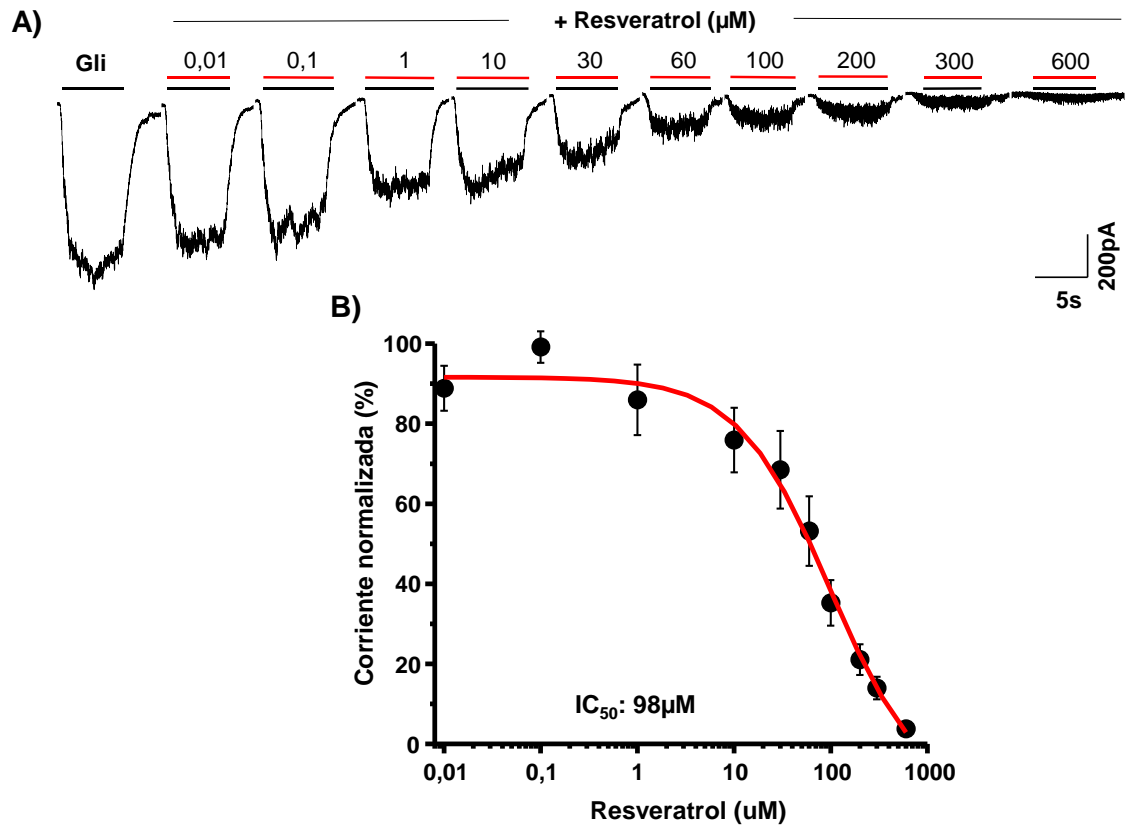 A)
+ Resveratrol (µM)
Gli 0,01 0,1 1 10 30 60 100 200 300 600
200pA
5s
B)
100
80
60
40
20
0
Corriente normalizada (%)
IC₅₀: 98µM
0,01 0,1 1 10 100 1000
Resveratrol (uM)